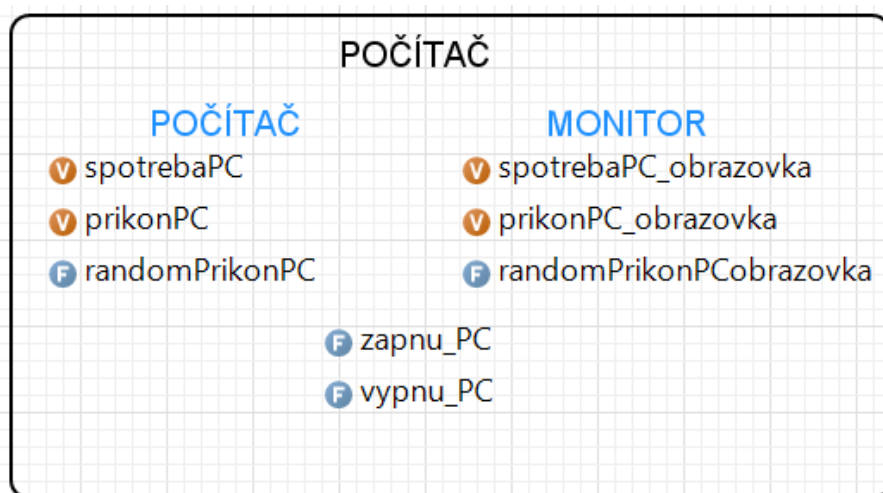 POČÍTAČ
POČÍTAČ
V spotrebaPC
V prikonPC
F randomPrikonPC
MONITOR
V spotrebaPC_obrazovka
V prikonPC_obrazovka
F randomPrikonPCobrazovka
F zapnu_PC
F vypnu_PC